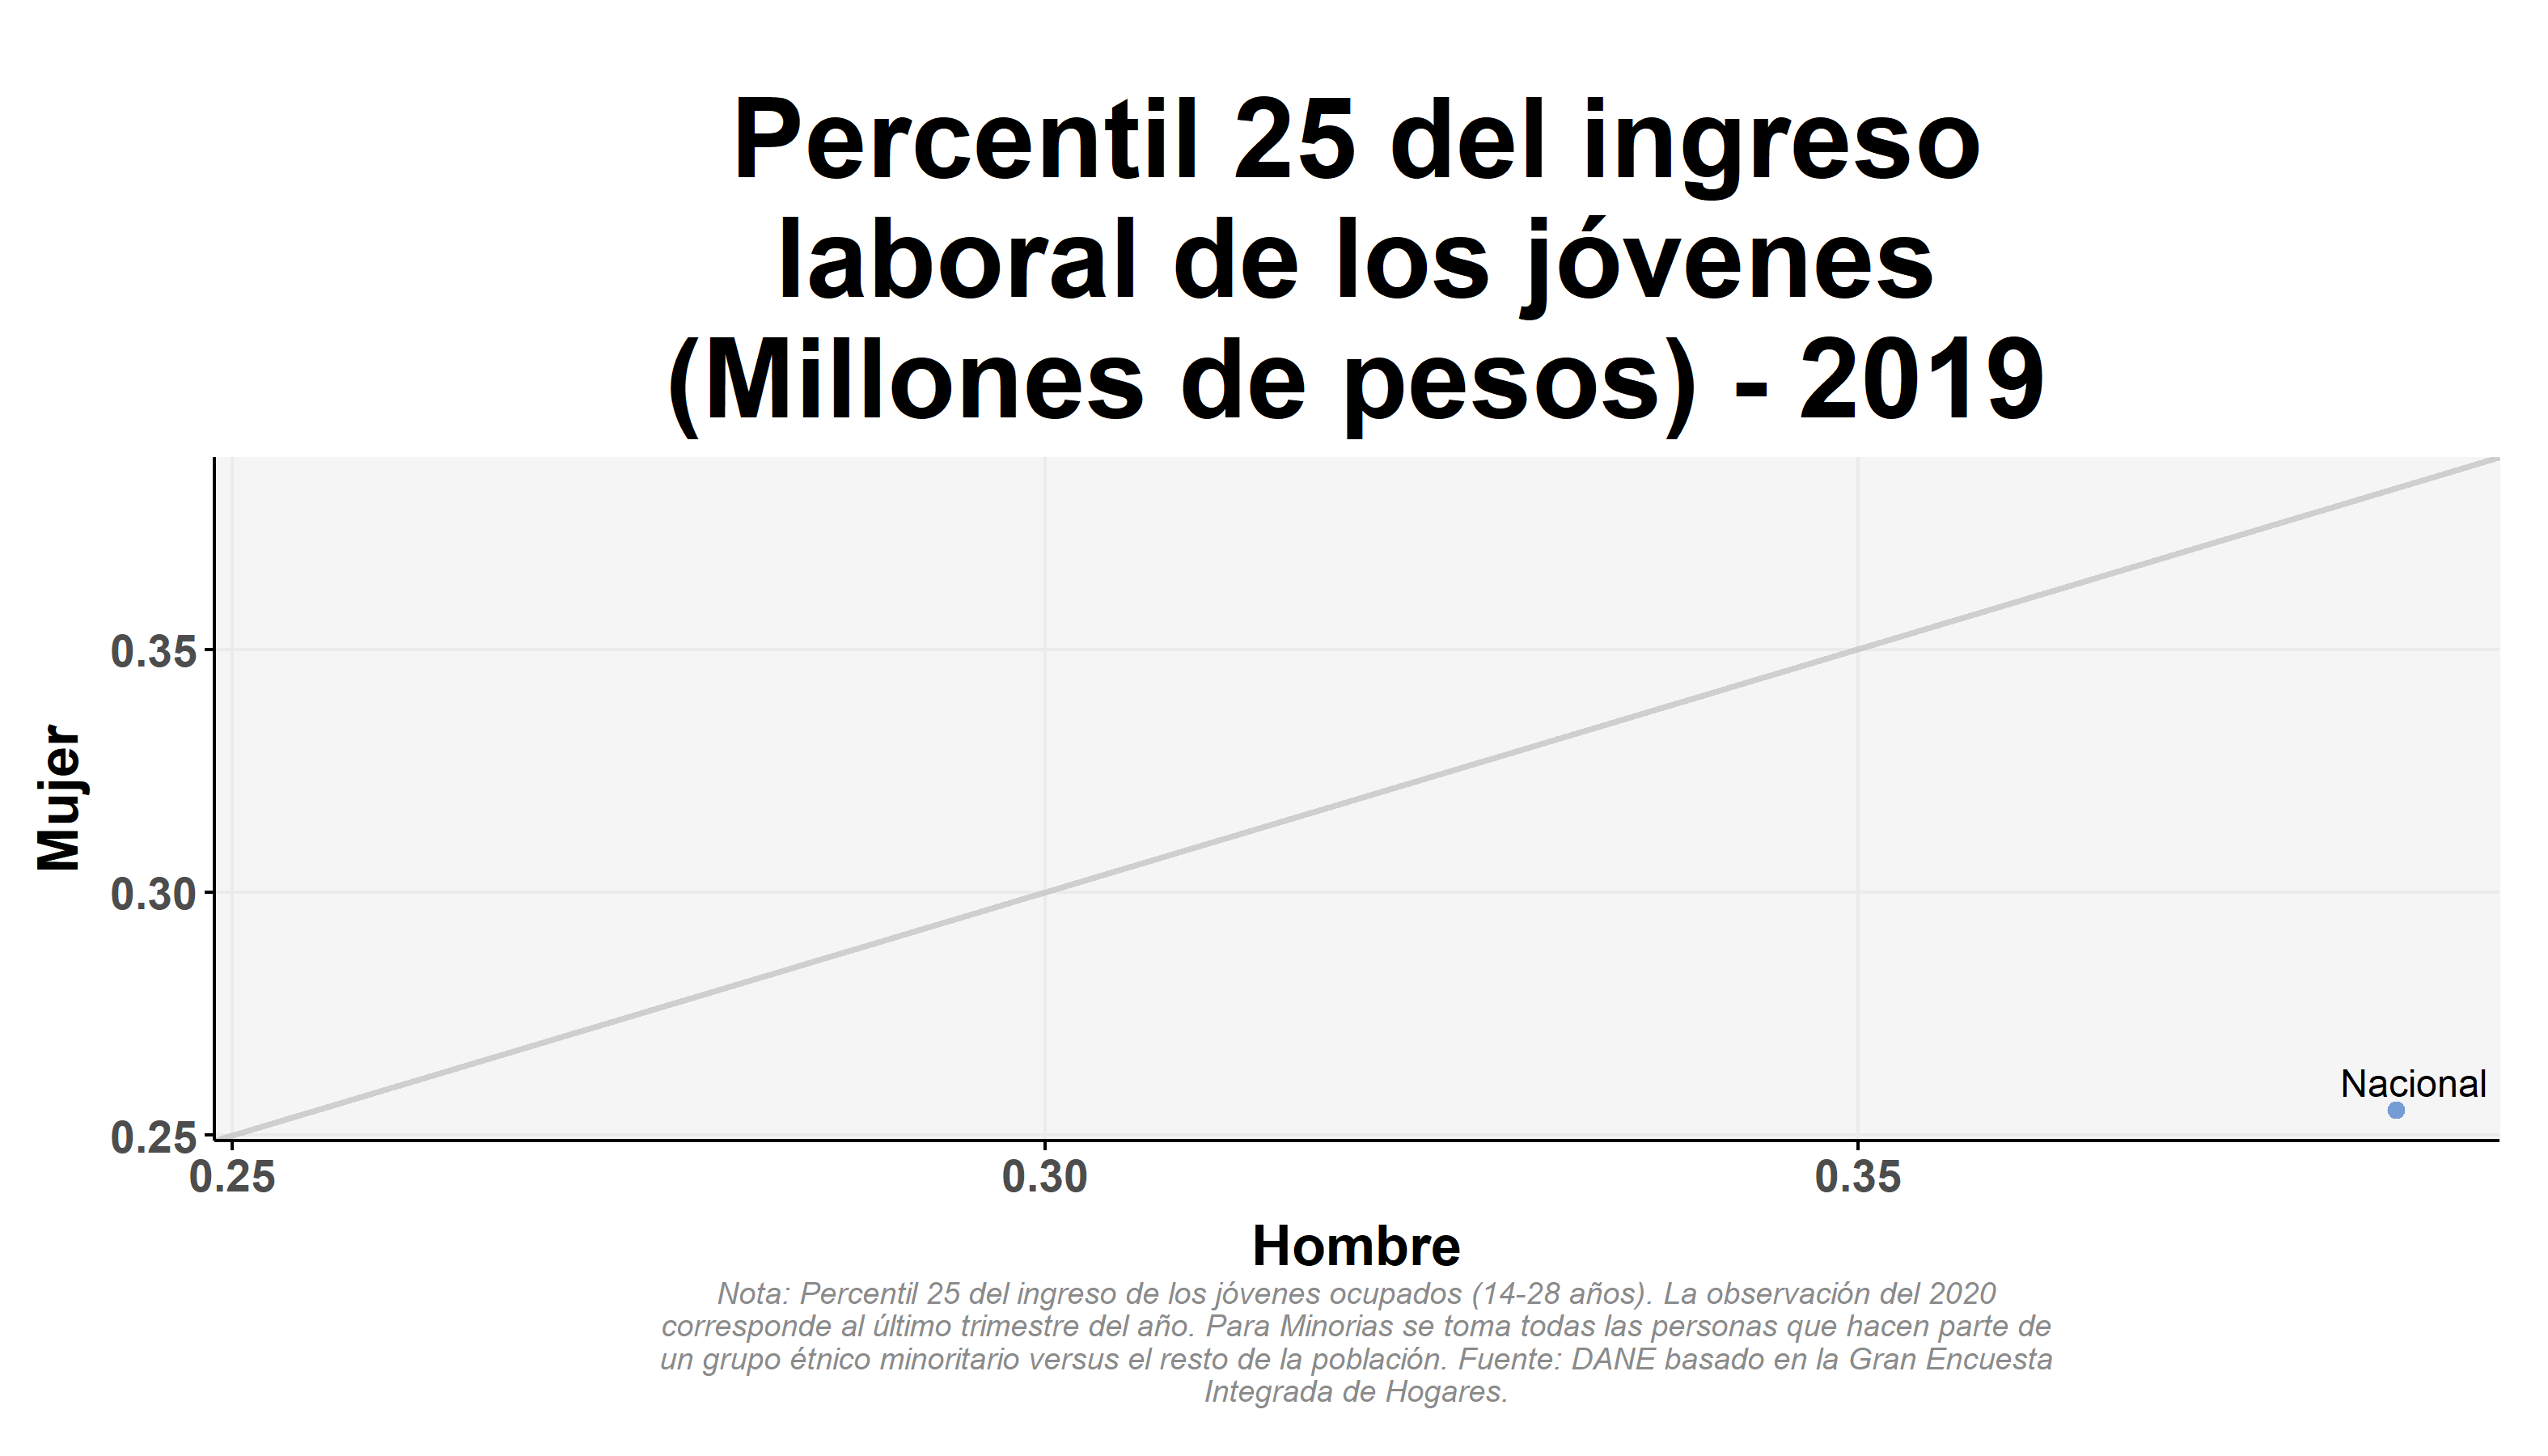 Percentil 25 del ingreso
laboral de los jóvenes
(Millones de pesos) - 2019
Mujer
0.35
0.30
0.25
Nacional
0.25
0.30
0.35
Hombre
Nota: Percentil 25 del ingreso de los jóvenes ocupados (14-28 años). La observación del 2020
corresponde al último trimestre del año. Para Minorias se toma todas las personas que hacen parte de
un grupo étnico minoritario versus el resto de la población. Fuente: DANE basado en la Gran Encuesta
Integrada de Hogares.